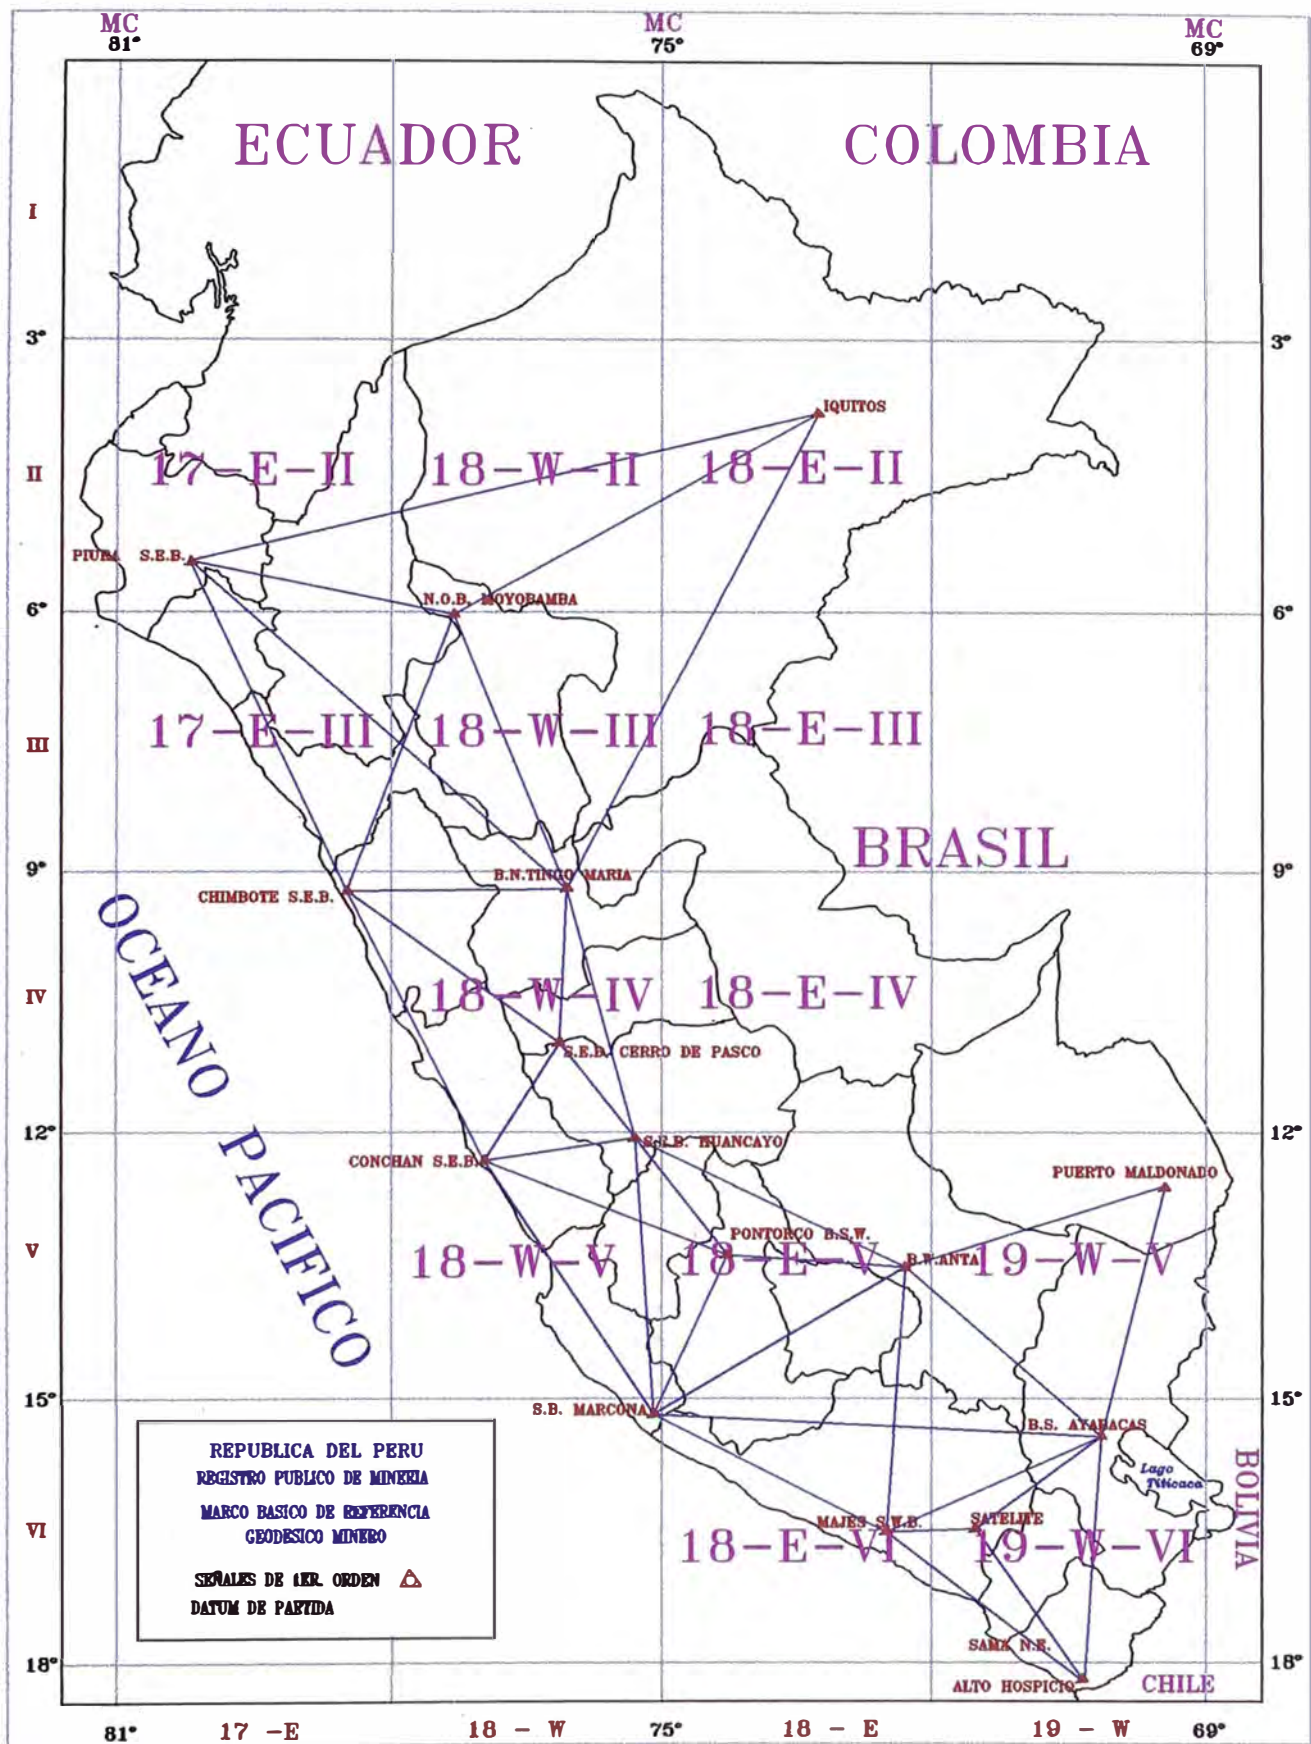 MC MC MC
81° 75° 69°
ECUADOR COLOMBIA
I
3° 3°
IQUITOS
II 17-E-II 18-W-II 18-E-II
PIURA S.E.B.
N.O.B. MOYOBAMBA
6° 6°
III 17-E-III 18-W-III 18-E-III
BRASIL
9° 9°
B.N.TINGO MARIA
CHIMBOTE S.E.B.
OCEANO PACIFICO
IV 18-W-IV 18-E-IV
S.E.B. CERRO DE PASCO
12° 12°
S.E.B. HUANCAYO
CONCHAN S.E.B.
PUERTO MALDONADO
PONTORCO B.S.W.
V 18-W-V 18-E-V B.W.ANTA 19-W-V
15° 15°
S.B. MARCONA
B.S. AYABACAS
Lago
Titicaca
BOLIVIA
REPUBLICA DEL PERU
REGISTRO PUBLICO DE MINERIA
MARCO BASICO DE REFERENCIA
GEODESICO MINERO
SEÑALES DE 1ER. ORDEN
DATUM DE PARTIDA
MAJES S.W.B. SATELITE
VI 18-E-VI 19-W-VI
SAMA N.E.
18° 18°
ALTO HOSPICIO CHILE
81° 17 -E 18 - W 75° 18 - E 19 - W 69°